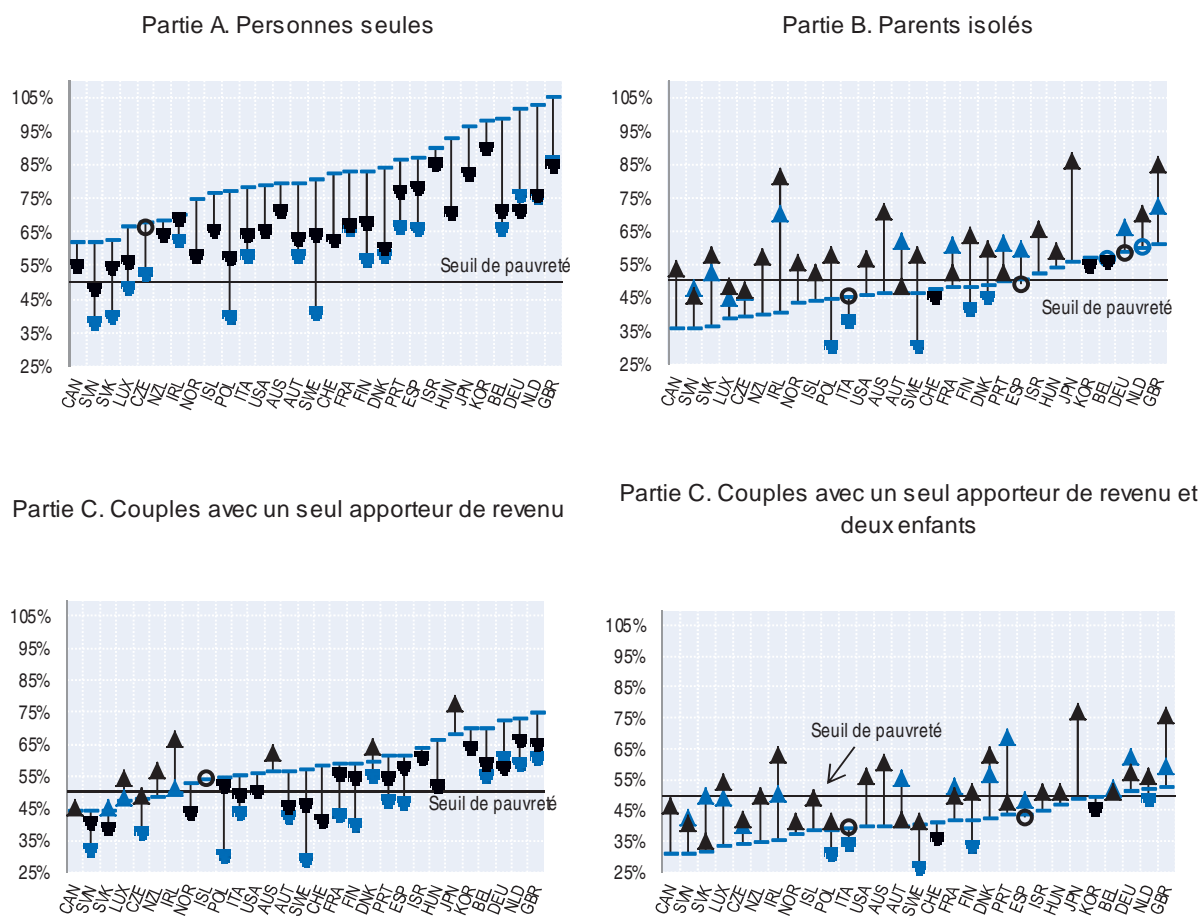 Partie A. Personnes seules
105%
95%
85%
75%
65%
55%
45%
35%
25%
Seuil de pauvreté
CAN SVN SVK LUX CZE NZL IRL NOR ISL POL ITA USA AUS AUT SWE CHE FRA FIN DNK PRT ESP ISR HUN JPN KOR BEL DEU NLD GBR
Partie B. Parents isolés
105%
95%
85%
75%
65%
55%
45%
35%
25%
Seuil de pauvreté
CAN SVN SVK LUX CZE NZL IRL NOR ISL POL ITA USA AUS AUT SWE CHE FRA FIN DNK PRT ESP ISR HUN JPN KOR BEL DEU NLD GBR
Partie C. Couples avec un seul apporteur de revenu
105%
95%
85%
75%
65%
55%
45%
35%
25%
Seuil de pauvreté
CAN SVN SVK LUX CZE NZL IRL NOR ISL POL ITA USA AUS AUT SWE CHE FRA FIN DNK PRT ESP ISR HUN JPN KOR BEL DEU NLD GBR
Partie C. Couples avec un seul apporteur de revenu et
deux enfants
105%
95%
85%
75%
65%
55%
45%
35%
25%
Seuil de pauvreté
CAN SVN SVK LUX CZE NZL IRL NOR ISL POL ITA USA AUS AUT SWE CHE FRA FIN DNK PRT ESP ISR HUN JPN KOR BEL DEU NLD GBR